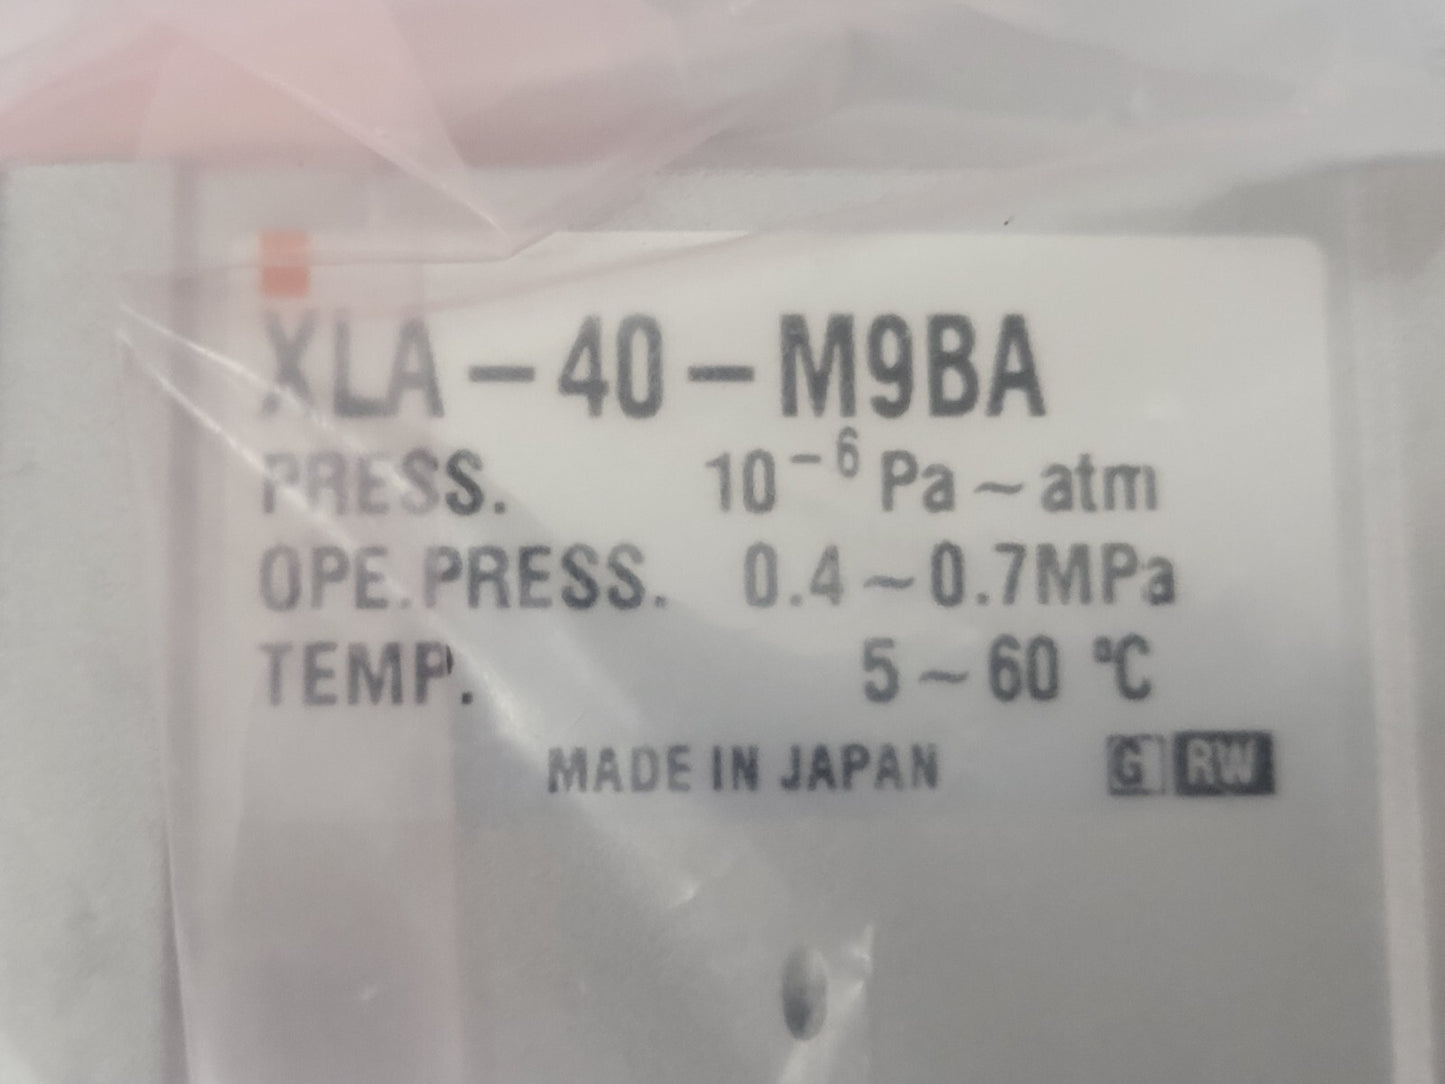 XLA-40-M9BA
PRESS. 10⁻⁶ Pa~atm
OPE.PRESS. 0.4~0.7MPa
TEMP. 5~60 °C
MADE IN JAPAN G RW